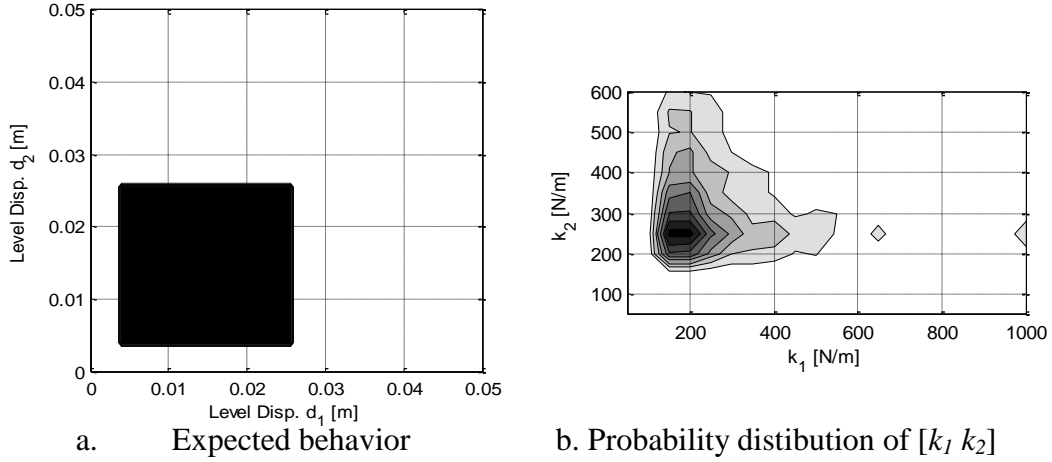 0.05
0.04
0.03
0.02
0.01
0
Level Disp. d2 [m]
0 0.01 0.02 0.03 0.04 0.05
Level Disp. d1 [m]
a. Expected behavior
600
500
400
300
200
100
k2 [N/m]
200 400 600 800 1000
k1 [N/m]
b. Probability distibution of [k1 k2]